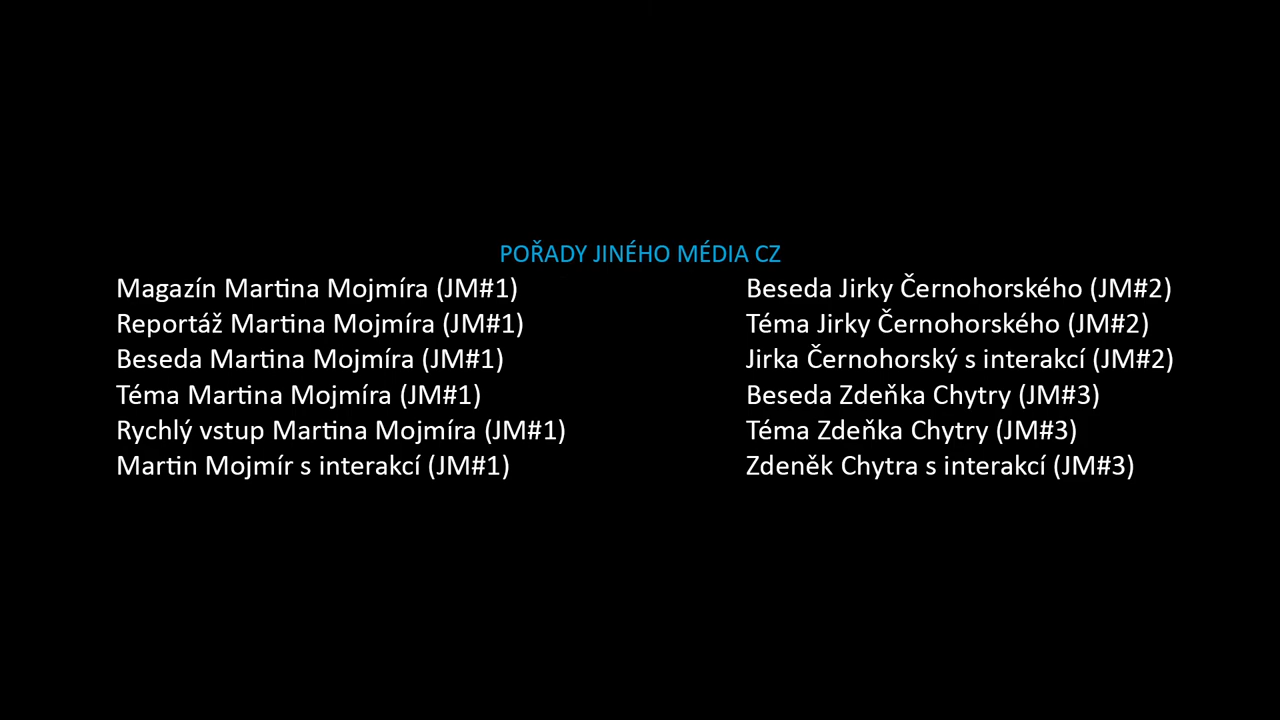 POŘADY JINÉHO MÉDIA CZ
Magazín Martina Mojmíra (JM#1)
Reportáž Martina Mojmíra (JM#1)
Beseda Martina Mojmíra (JM#1)
Téma Martina Mojmíra (JM#1)
Rychlý vstup Martina Mojmíra (JM#1)
Martin Mojmír s interakcí (JM#1)
Beseda Jirky Černohorského (JM#2)
Téma Jirky Černohorského (JM#2)
Jirka Černohorský s interakcí (JM#2)
Beseda Zdeňka Chytry (JM#3)
Téma Zdeňka Chytry (JM#3)
Zdeněk Chytra s interakcí (JM#3)